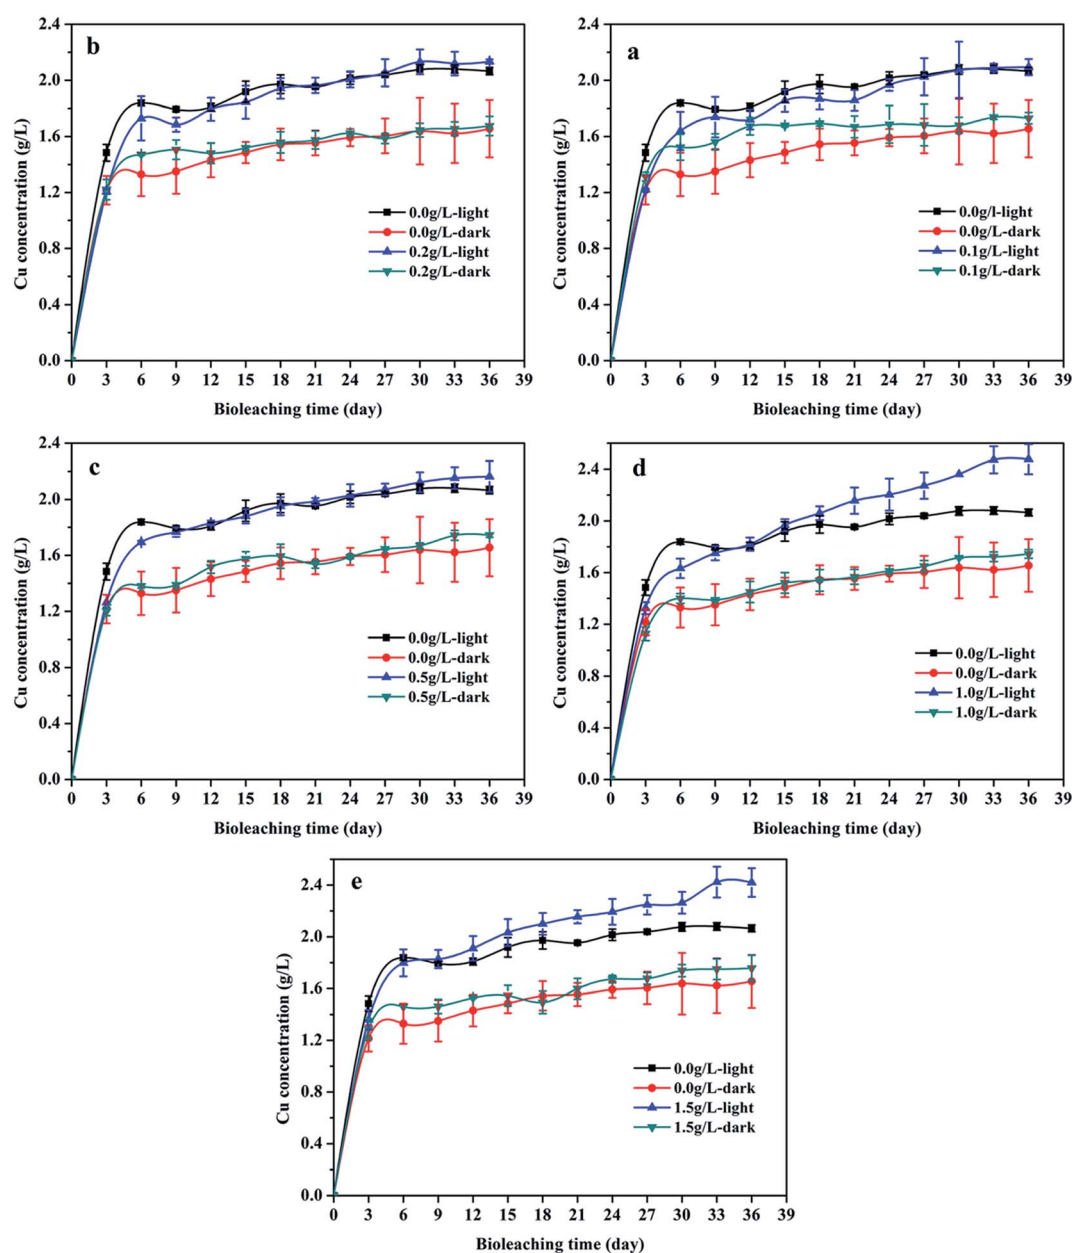 b
Cu concentration (g/L)
2.4
2.0
1.6
1.2
0.8
0.4
0.0
0.0g/L-light
0.0g/L-dark
0.2g/L-light
0.2g/L-dark
0 3 6 9 12 15 18 21 24 27 30 33 36 39
Bioleaching time (day)
a
Cu concentration (g/L)
2.4
2.0
1.6
1.2
0.8
0.4
0.0
0.0g/l-light
0.0g/L-dark
0.1g/L-light
0.1g/L-dark
0 3 6 9 12 15 18 21 24 27 30 33 36 39
Bioleaching time (day)
c
Cu concentration (g/L)
2.4
2.0
1.6
1.2
0.8
0.4
0.0
0.0g/L-light
0.0g/L-dark
0.5g/L-light
0.5g/L-dark
0 3 6 9 12 15 18 21 24 27 30 33 36 39
Bioleaching time (day)
d
Cu concentration (g/L)
2.4
2.0
1.6
1.2
0.8
0.4
0.0
0.0g/L-light
0.0g/L-dark
1.0g/L-light
1.0g/L-dark
0 3 6 9 12 15 18 21 24 27 30 33 36 39
Bioleaching time (day)
e
Cu concentration (g/L)
2.4
2.0
1.6
1.2
0.8
0.4
0.0
0.0g/L-light
0.0g/L-dark
1.5g/L-light
1.5g/L-dark
0 3 6 9 12 15 18 21 24 27 30 33 36 39
Bioleaching time (day)